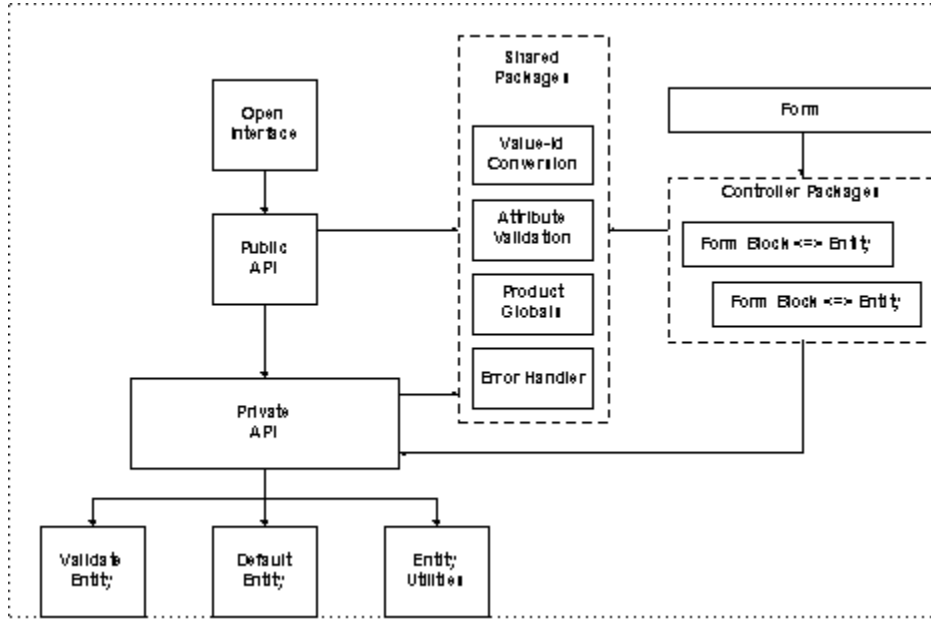 Shared
Packages
Open
Interface
Form
Value-Id
Conversion
Controller Packages
Public
API
Attribute
Validation
Form Block <=> Entity
Product
Globals
Form Block <=> Entity
Error Handler
Private
API
Validate
Entity
Default
Entity
Entity
Utilities